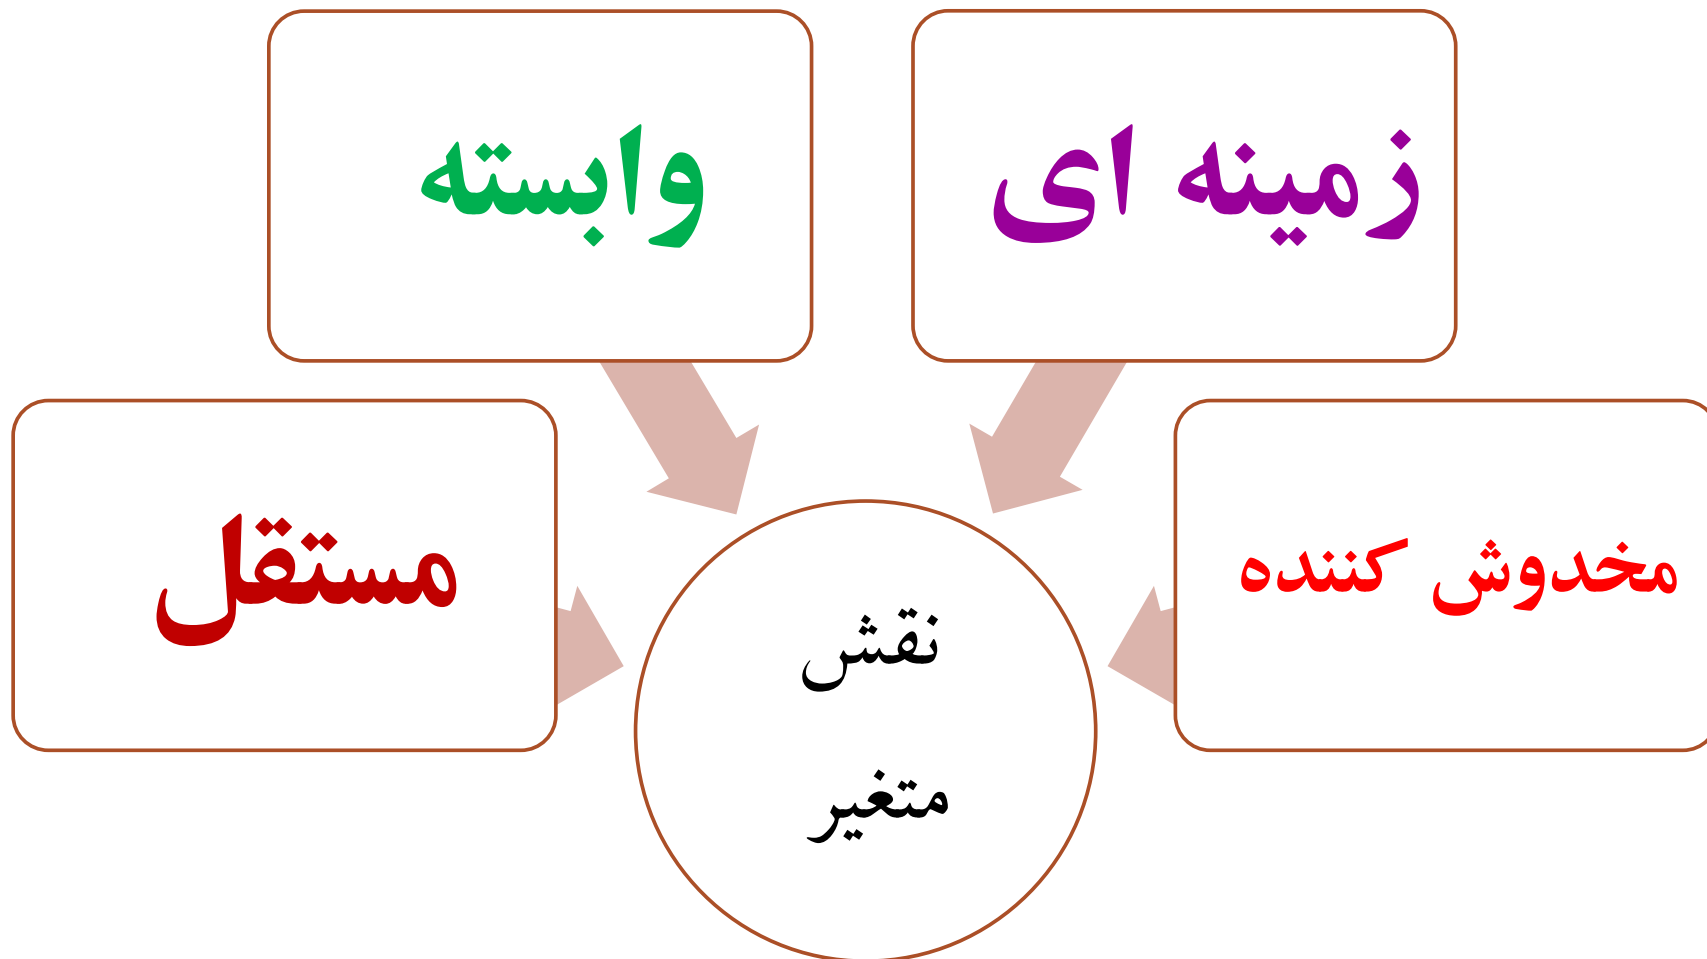 زمینه ای
وابسته
مخدوش کننده
مستقل
نقش
متغیر